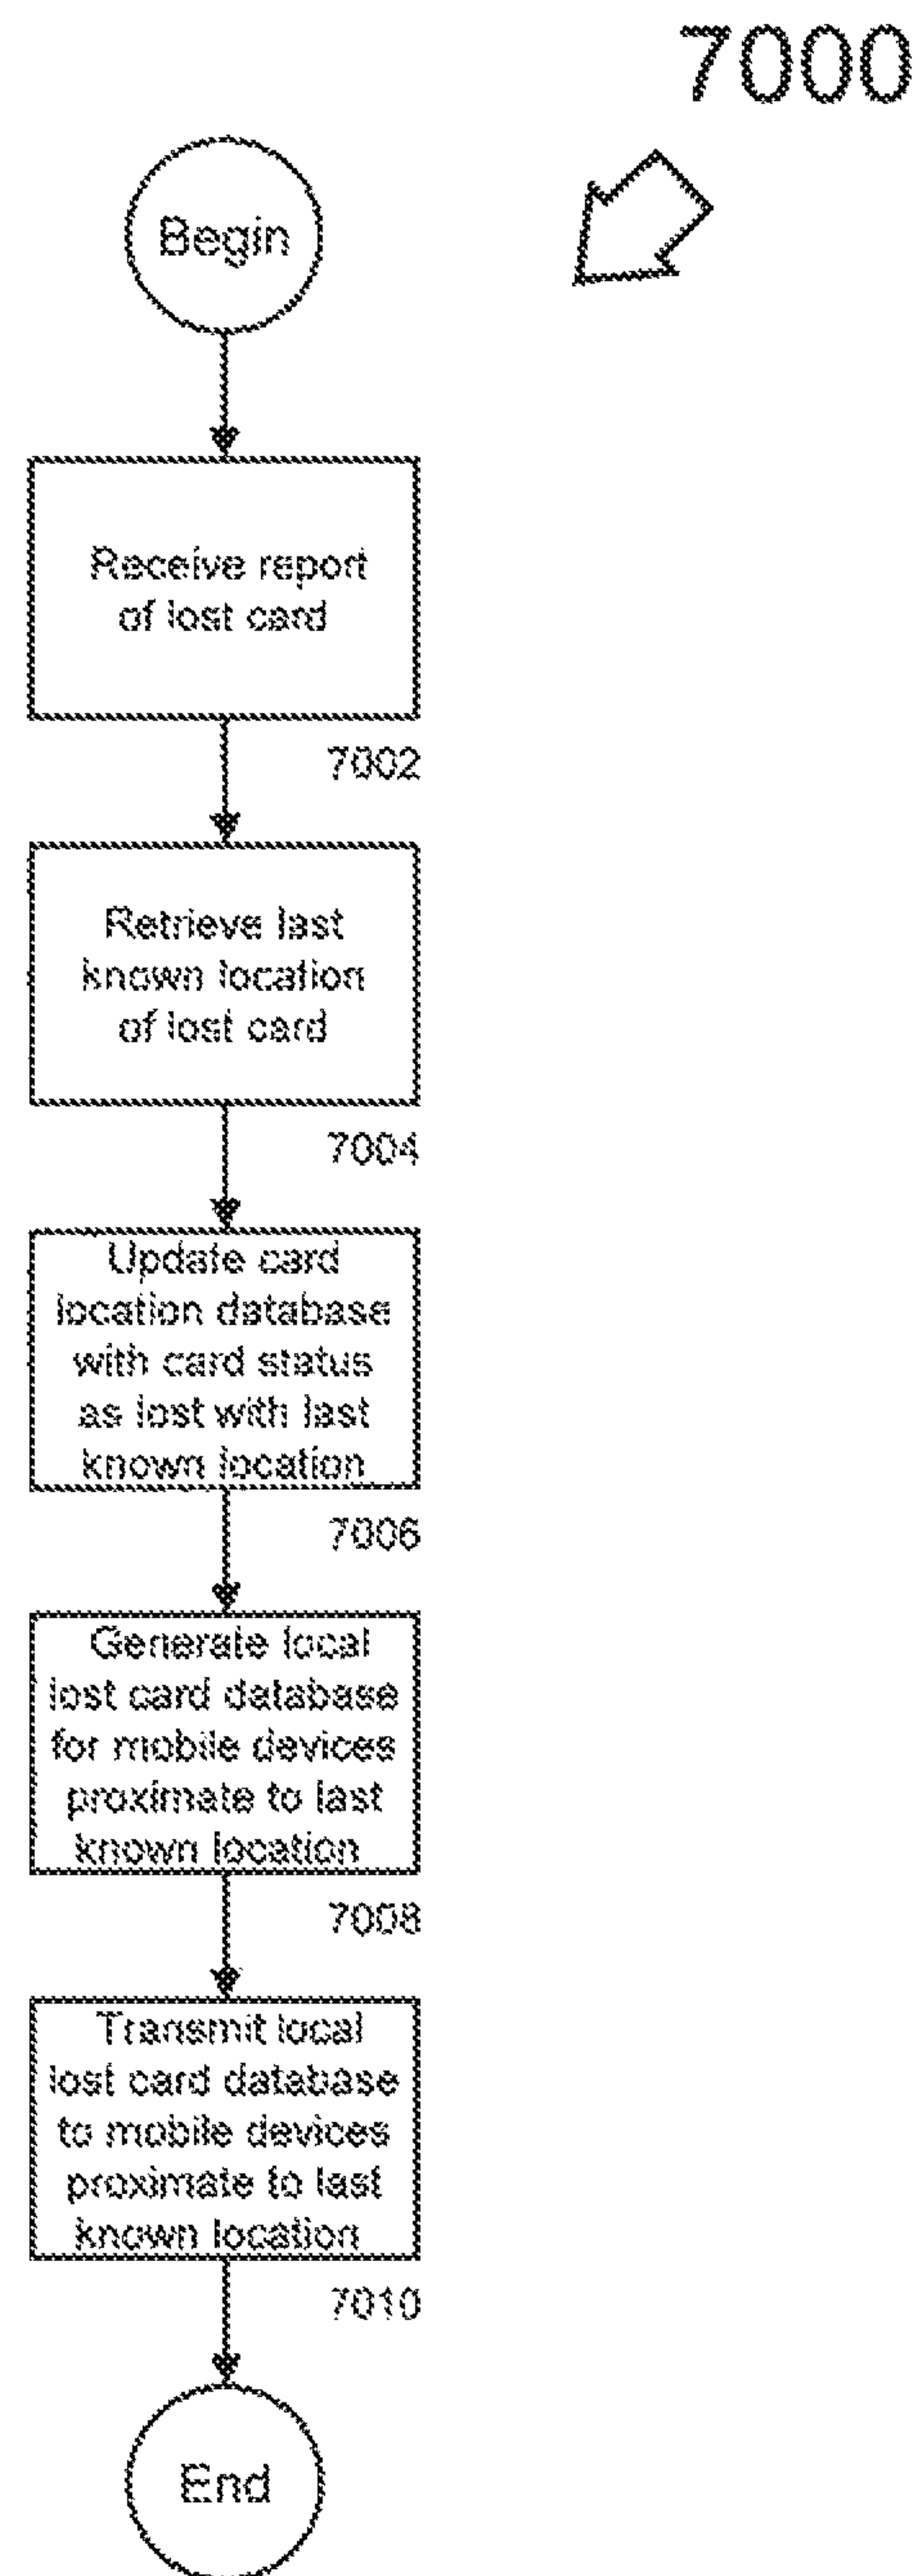 7000
Begin
Receive report
of lost card
7002
Retrieve last
known location
of lost card
7004
Update card
location database
with card status
as lost with last
known location
7006
Generate local
lost card database
for mobile devices
proximate to last
known location
7008
Transmit local
lost card database
to mobile devices
proximate to last
known location
7010
End